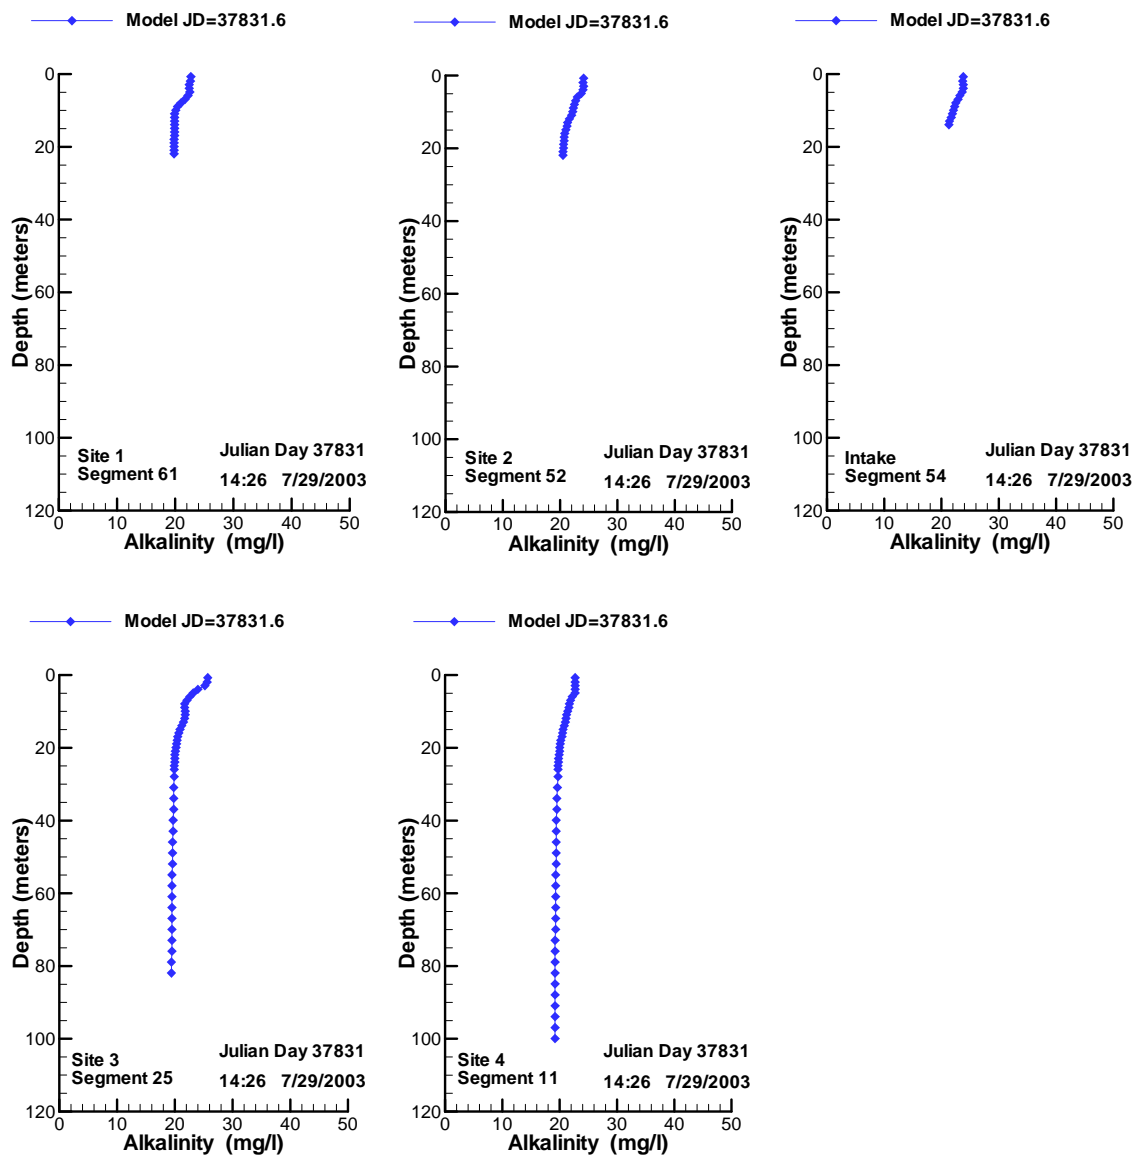 Model JD=37831.6
0
20
40
60
80
100
120
Depth (meters)
Site 1
Segment 61
Julian Day 37831
14:26 7/29/2003
0 10 20 30 40 50
Alkalinity (mg/l)
Model JD=37831.6
0
20
40
60
80
100
120
Depth (meters)
Site 2
Segment 52
Julian Day 37831
14:26 7/29/2003
0 10 20 30 40 50
Alkalinity (mg/l)
Model JD=37831.6
0
20
40
60
80
100
120
Depth (meters)
Intake
Segment 54
Julian Day 37831
14:26 7/29/2003
0 10 20 30 40 50
Alkalinity (mg/l)
Model JD=37831.6
0
20
40
60
80
100
120
Depth (meters)
Site 3
Segment 25
Julian Day 37831
14:26 7/29/2003
0 10 20 30 40 50
Alkalinity (mg/l)
Model JD=37831.6
0
20
40
60
80
100
120
Depth (meters)
Site 4
Segment 11
Julian Day 37831
14:26 7/29/2003
0 10 20 30 40 50
Alkalinity (mg/l)